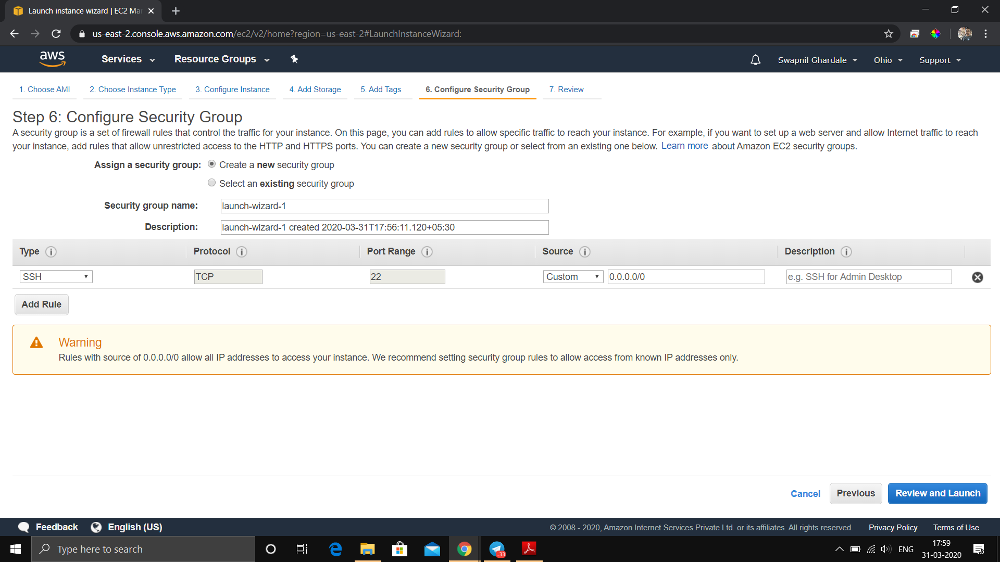 Launch instance wizard | EC2 Ma
us-east-2.console.aws.amazon.com/ec2/v2/home?region=us-east-2#LaunchInstanceWizard:
aws
Services
Resource Groups
Swapnil Ghardale
Ohio
Support
1. Choose AMI
2. Choose Instance Type
3. Configure Instance
4. Add Storage
5. Add Tags
6. Configure Security Group
7. Review
Step 6: Configure Security Group
A security group is a set of firewall rules that control the traffic for your instance. On this page, you can add rules to allow specific traffic to reach your instance. For example, if you want to set up a web server and allow Internet traffic to reach
your instance, add rules that allow unrestricted access to the HTTP and HTTPS ports. You can create a new security group or select from an existing one below. Learn more about Amazon EC2 security groups.
Assign a security group: Create a new security group
Select an existing security group
Security group name: launch-wizard-1
Description: launch-wizard-1 created 2020-03-31T17:56:11.120+05:30
Type
Protocol
Port Range
Source
Description
SSH
TCP
22
Custom
0.0.0.0/0
e.g. SSH for Admin Desktop
Add Rule
Warning
Rules with source of 0.0.0.0/0 allow all IP addresses to access your instance. We recommend setting security group rules to allow access from known IP addresses only.
Cancel
Previous
Review and Launch
Feedback
English (US)
© 2008 - 2020, Amazon Internet Services Private Ltd. or its affiliates. All rights reserved.
Privacy Policy
Terms of Use
Type here to search
..33
ENG
17:59
31-03-2020